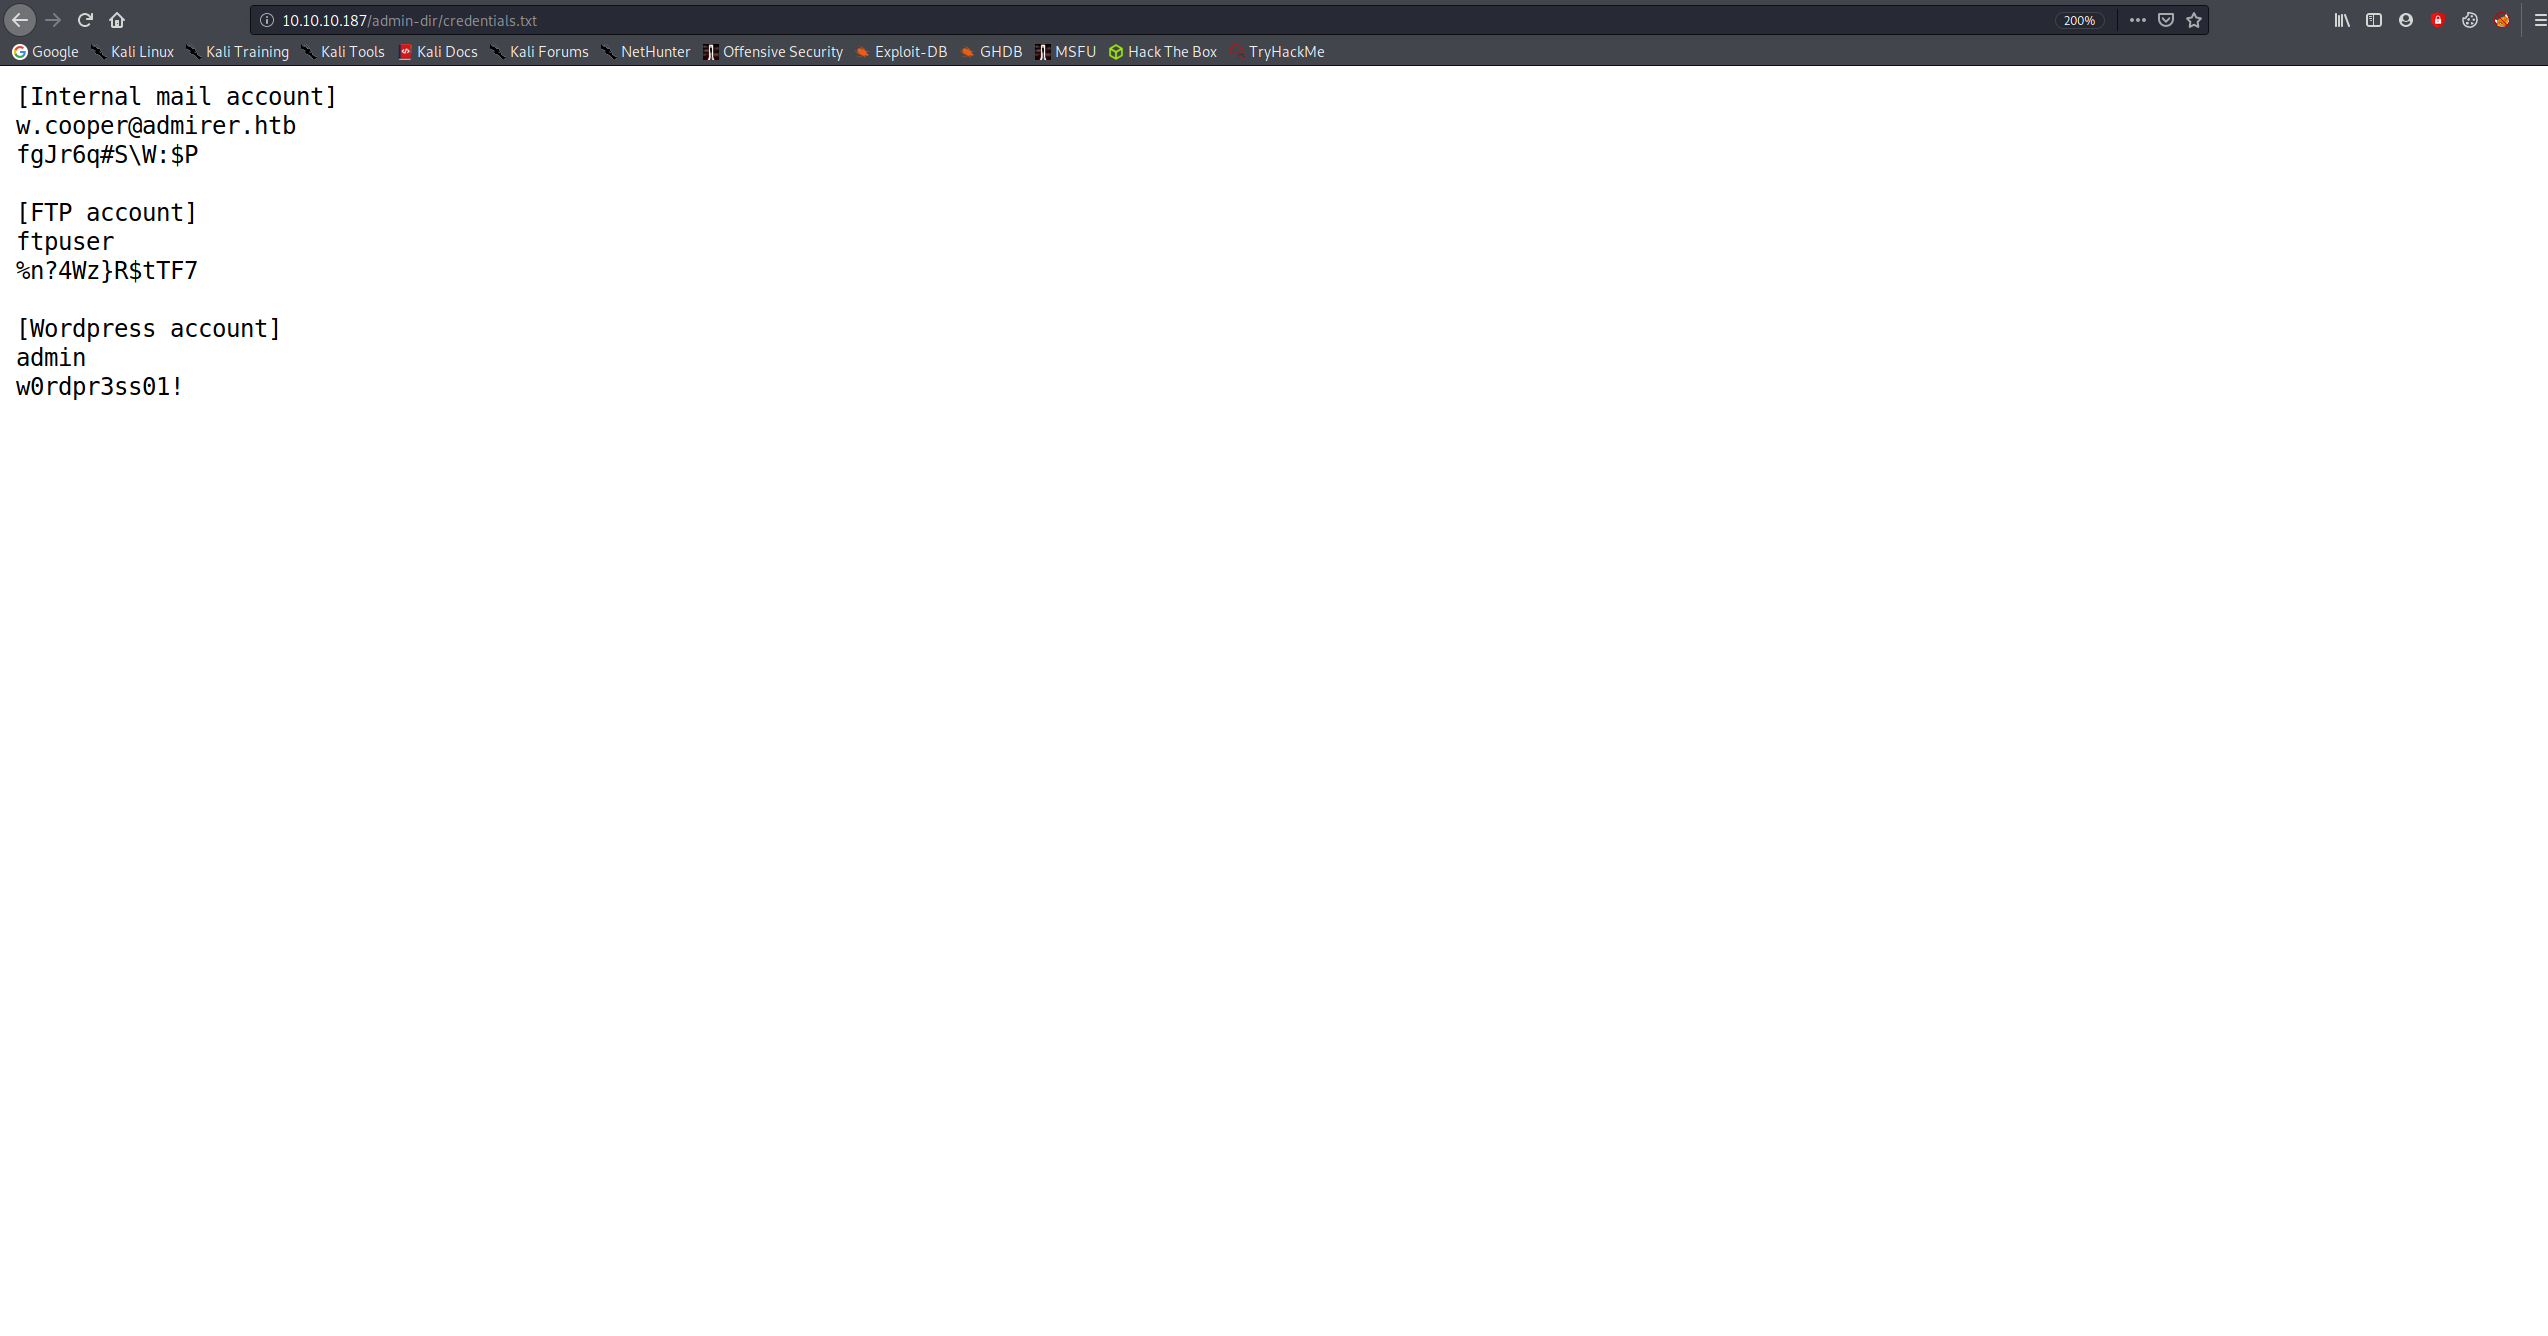 10.10.10.187/admin-dir/credentials.txt 200%
Google Kali Linux Kali Training Kali Tools Kali Docs Kali Forums NetHunter Offensive Security Exploit-DB GHDB MSFU Hack The Box TryHackMe
[Internal mail account]
w.cooper@admirer.htb
fgJr6q#S\W:$P
[FTP account]
ftpuser
%n?4Wz}R$tTF7
[Wordpress account]
admin
w0rdpr3ss01!